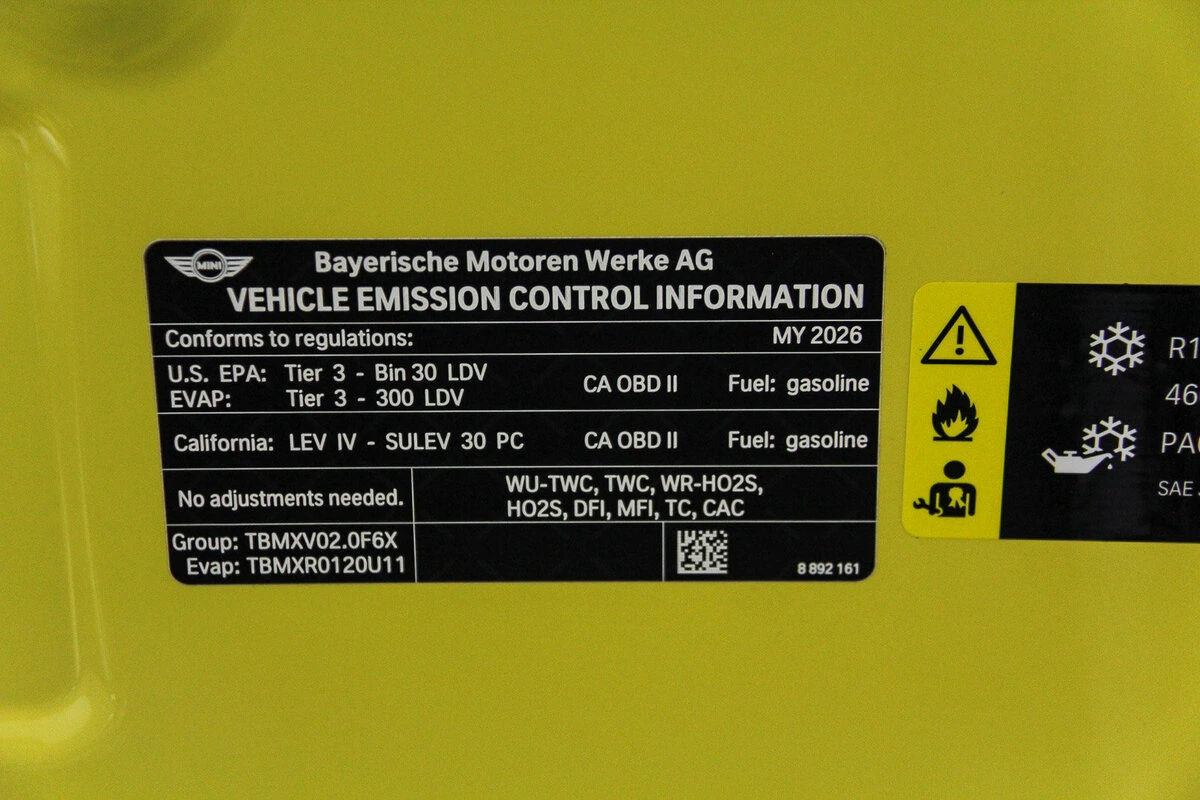 MINI
Bayerische Motoren Werke AG
VEHICLE EMISSION CONTROL INFORMATION
Conforms to regulations: MY 2026
U.S. EPA: Tier 3 - Bin 30 LDV CA OBD II Fuel: gasoline
EVAP: Tier 3 - 300 LDV
California: LEV IV - SULEV 30 PC CA OBD II Fuel: gasoline
No adjustments needed.
WU-TWC, TWC, WR-HO2S,
HO2S, DFI, MFI, TC, CAC
Group: TBMXV02.0F6X
Evap: TBMXR0120U11
8 892 161
R1
46
PA
SAE